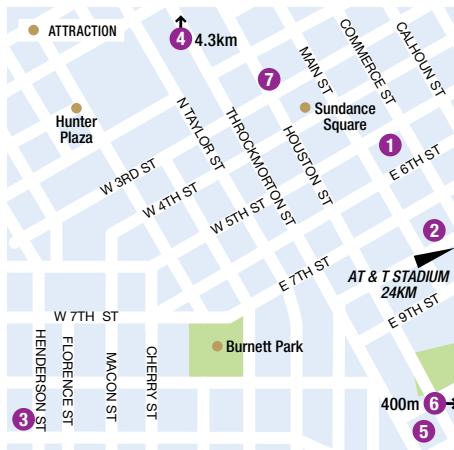 ATTRACTION
4
4.3km
CALHOUN ST
COMMERCE ST
MAIN ST
7
Hunter
Plaza
N TAYLOR ST
THROCKMORTON ST
HOUSTON ST
Sundance
Square
1
W 3RD ST
W 4TH ST
W 5TH ST
E 6TH ST
E 7TH ST
2
AT & T STADIUM
24KM
E 9TH ST
W 7TH ST
HENDERSON ST
FLORENCE ST
MACON ST
CHERRY ST
Burnett Park
3
400m
6
5